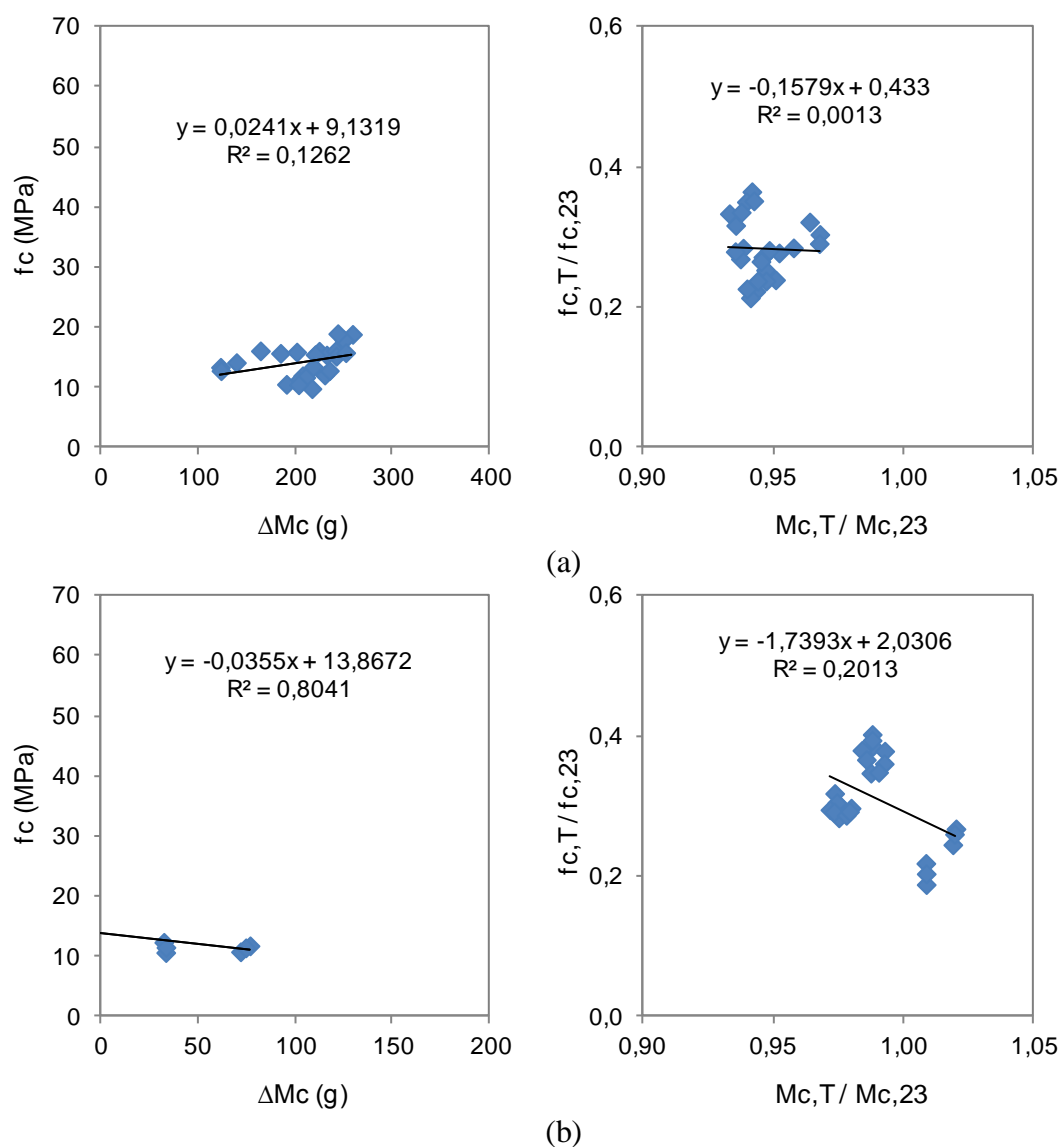 70
60
50
40
30
20
10
0
fc (MPa)
y = 0,0241x + 9,1319
R² = 0,1262
0 100 200 300 400
∆Mc (g)
0,6
0,4
0,2
0,0
fc,T / fc,23
y = -0,1579x + 0,433
R² = 0,0013
0,90 0,95 1,00 1,05
Mc,T / Mc,23
(a)
70
60
50
40
30
20
10
0
fc (MPa)
y = -0,0355x + 13,8672
R² = 0,8041
0 50 100 150 200
∆Mc (g)
0,6
0,4
0,2
0,0
fc,T / fc,23
y = -1,7393x + 2,0306
R² = 0,2013
0,90 0,95 1,00 1,05
Mc,T / Mc,23
(b)